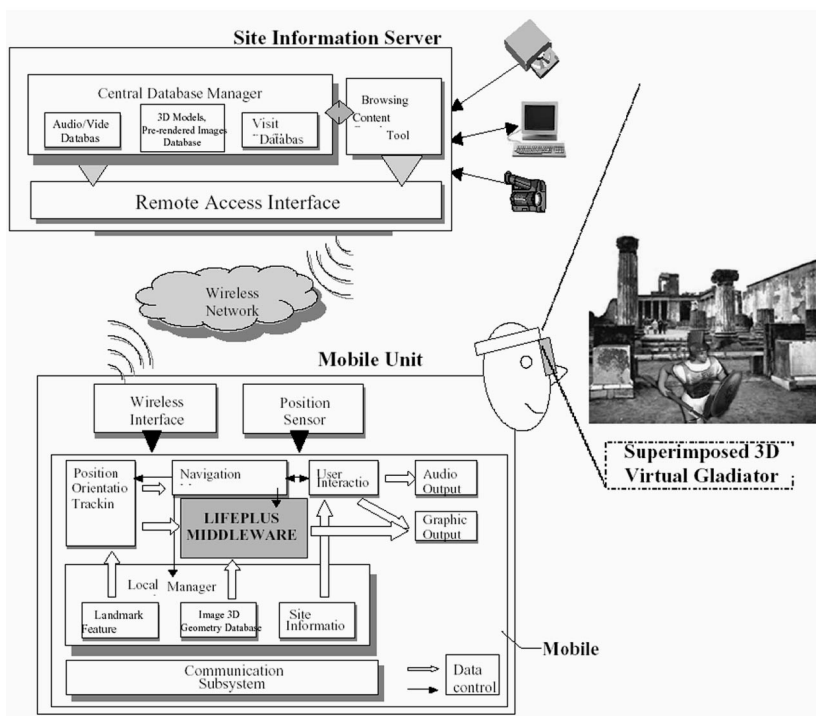 Site Information Server
Central Database Manager
Audio/Vide
Databas
3D Models,
Pre-rendered Images
Database
Visit
Databas
Browsing
Content
Tool
Remote Access Interface
Wireless
Network
Mobile Unit
Wireless
Interface
Position
Sensor
Position
Orientatio
Trackin
Navigation
User
Interactio
Audio
Output
LIFEPLUS
MIDDLEWARE
Graphic
Output
Local Manager
Landmark
Feature
Image 3D
Geometry Database
Site
Informatio
Communication
Subsystem
Data
control
Mobile
Superimposed 3D
Virtual Gladiator